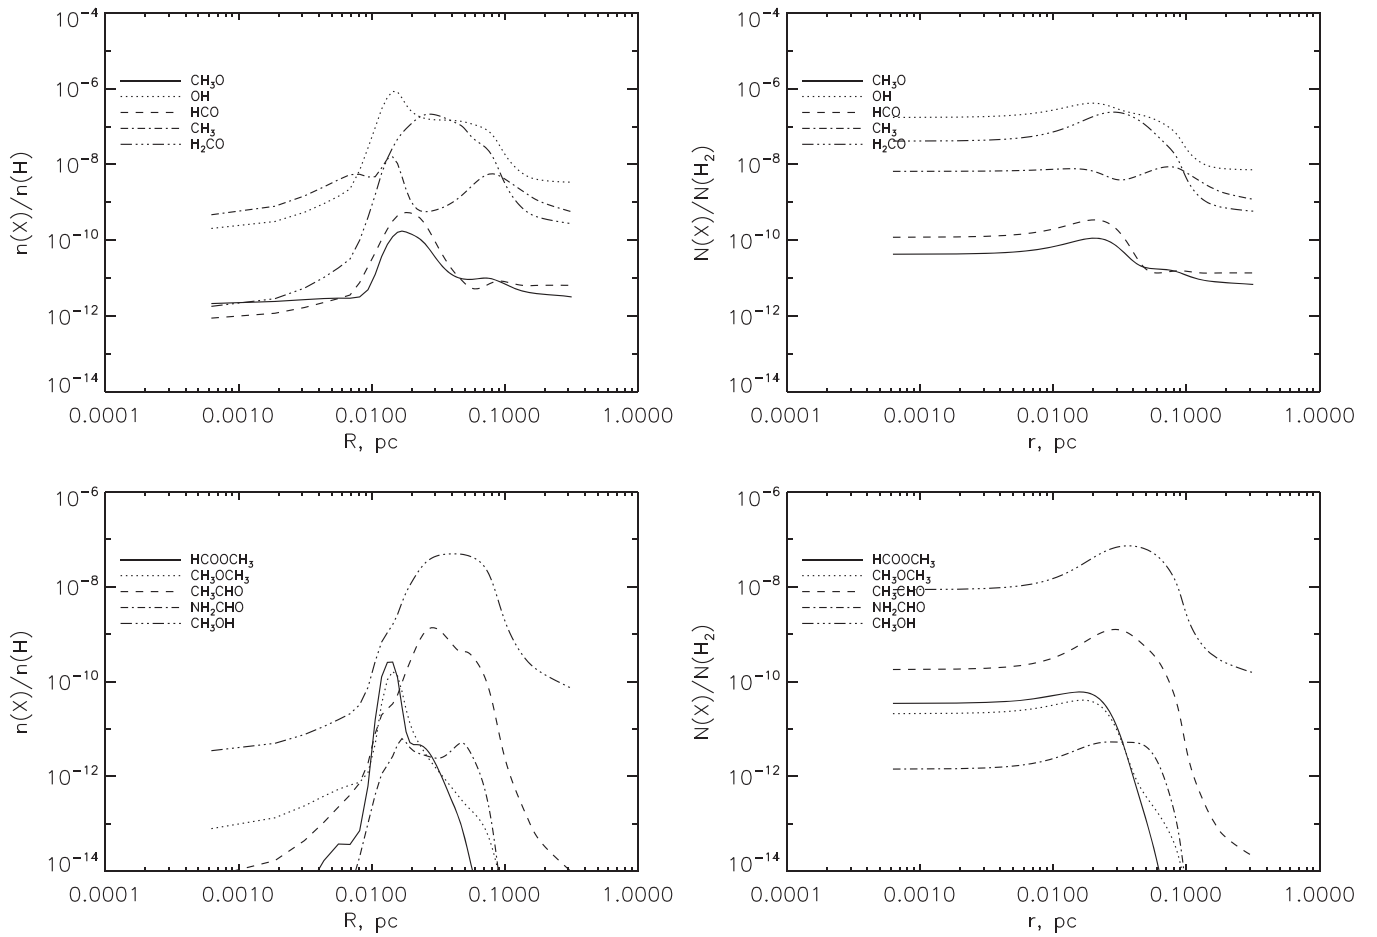 10⁻⁴
10⁻⁶
10⁻⁸
10⁻¹⁰
10⁻¹²
10⁻¹⁴
n(X)/n(H)
CH₃O
OH
HCO
CH₃
H₂CO
0.0001 0.0010 0.0100 0.1000 1.0000
R, pc
10⁻⁴
10⁻⁶
10⁻⁸
10⁻¹⁰
10⁻¹²
10⁻¹⁴
N(X)/N(H₂)
CH₃O
OH
HCO
CH₃
H₂CO
0.0001 0.0010 0.0100 0.1000 1.0000
r, pc
10⁻⁶
10⁻⁸
10⁻¹⁰
10⁻¹²
10⁻¹⁴
n(X)/n(H)
HCOOCH₃
CH₃OCH₃
CH₃CHO
NH₂CHO
CH₃OH
0.0001 0.0010 0.0100 0.1000 1.0000
R, pc
10⁻⁶
10⁻⁸
10⁻¹⁰
10⁻¹²
10⁻¹⁴
N(X)/N(H₂)
HCOOCH₃
CH₃OCH₃
CH₃CHO
NH₂CHO
CH₃OH
0.0001 0.0010 0.0100 0.1000 1.0000
r, pc